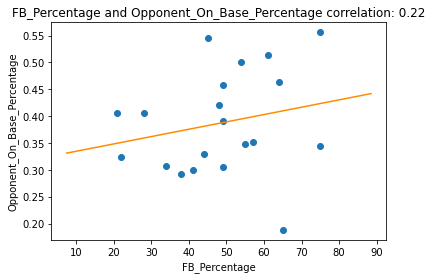 FB_Percentage and Opponent_On_Base_Percentage correlation: 0.22
Opponent_On_Base_Percentage
0.55
0.50
0.45
0.40
0.35
0.30
0.25
0.20
10 20 30 40 50 60 70 80 90
FB_Percentage